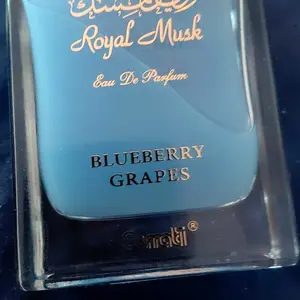 Royal Musk
Eau De Parfum
BLUEBERRY
GRAPES
Surrati®